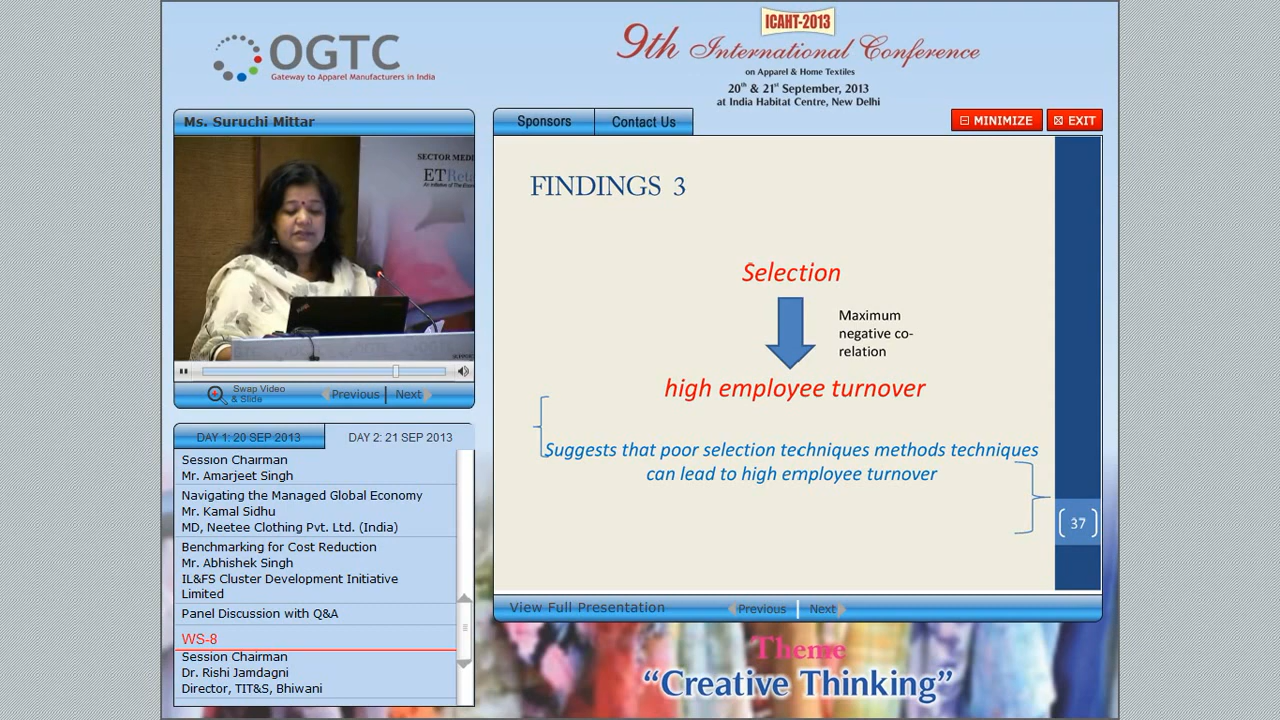 OGTC
Gateway to Apparel Manufacturers in India
ICAHT-2013
9th International Conference
on Apparel & Home Textiles
20th & 21st September, 2013
at India Habitat Centre, New Delhi
Ms. Suruchi Mittar
SECTOR MEDI
ETReta
Swap Video
& Slide
Previous
Next
DAY 1: 20 SEP 2013
DAY 2: 21 SEP 2013
Session Chairman
Mr. Amarjeet Singh
Navigating the Managed Global Economy
Mr. Kamal Sidhu
MD, Neetee Clothing Pvt. Ltd. (India)
Benchmarking for Cost Reduction
Mr. Abhishek Singh
IL&FS Cluster Development Initiative
Limited
Panel Discussion with Q&A
WS-8
Session Chairman
Dr. Rishi Jamdagni
Director, TIT&S, Bhiwani
Sponsors
Contact Us
MINIMIZE
EXIT
FINDINGS 3
Selection
Maximum
negative co-
relation
high employee turnover
Suggests that poor selection techniques methods techniques
can lead to high employee turnover
37
View Full Presentation
Previous
Next
Theme
“Creative Thinking”